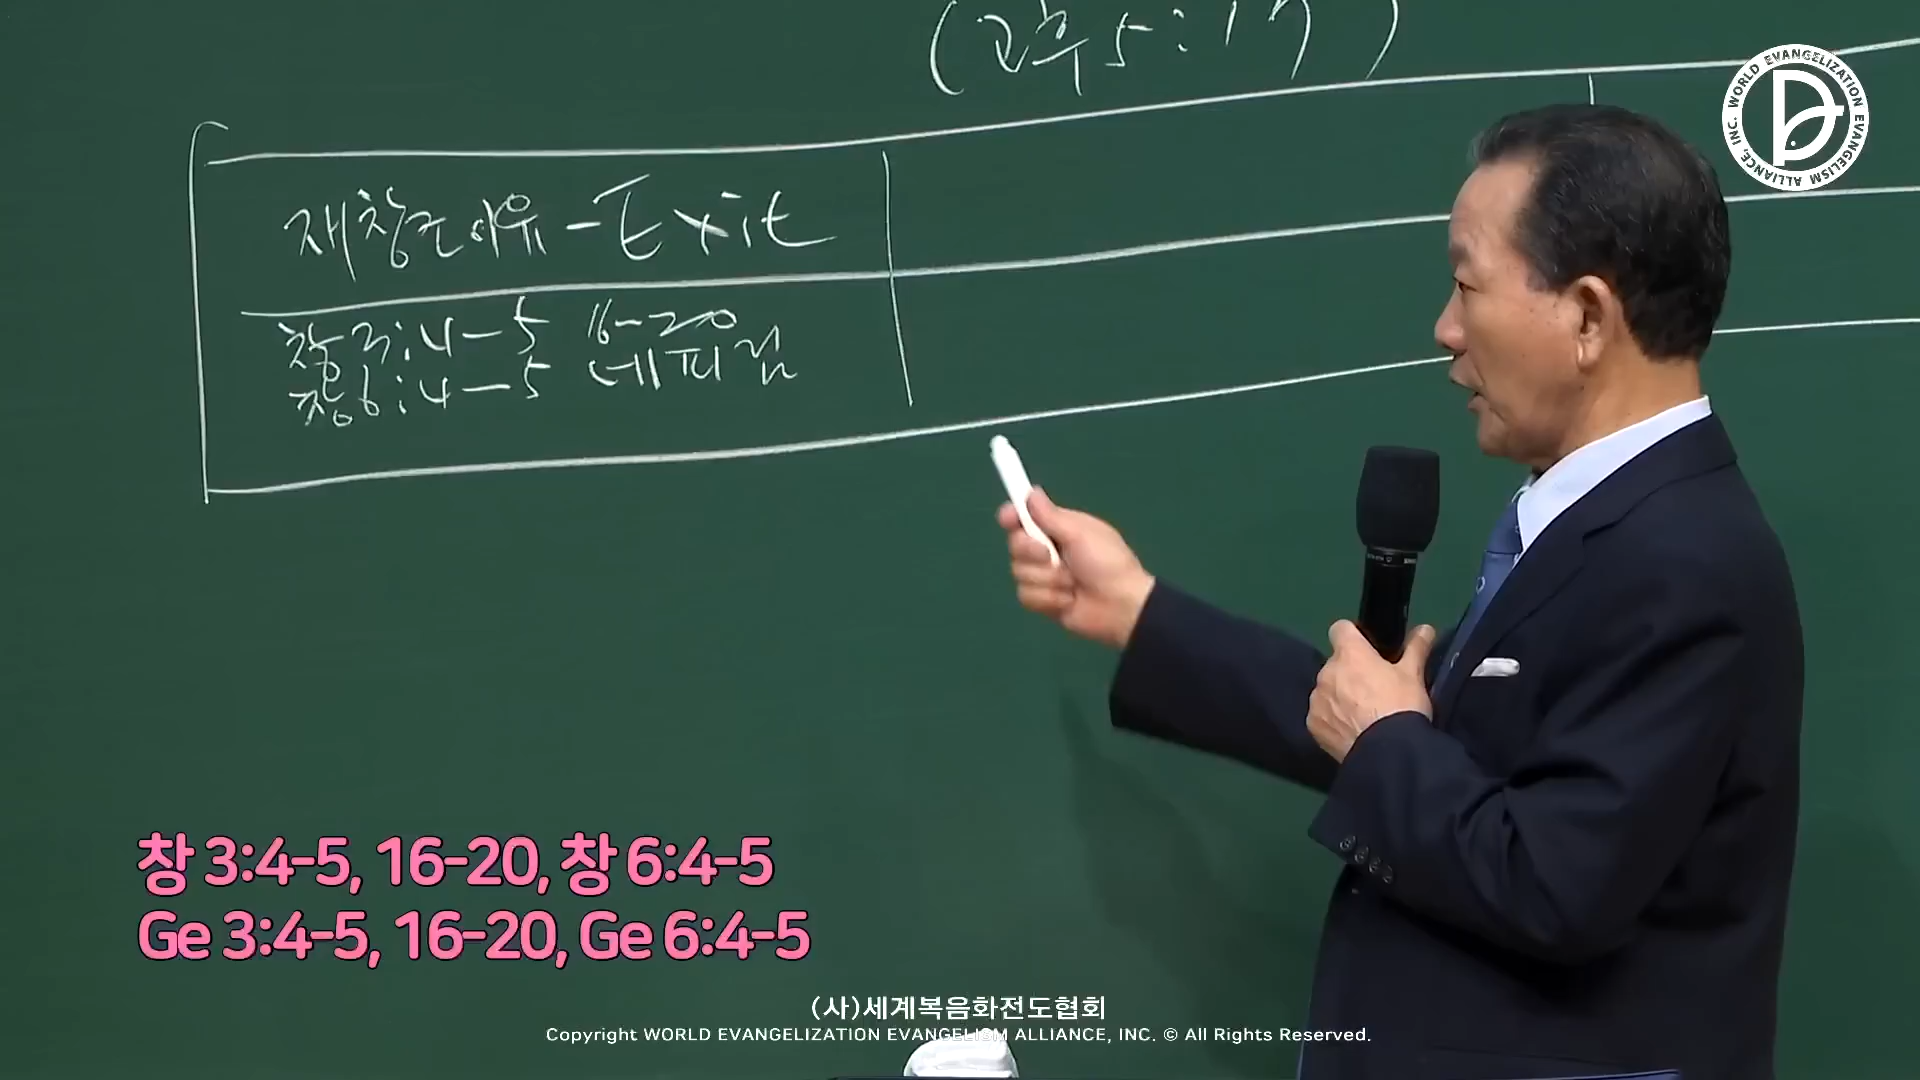 (고후5:17)
WORLD EVANGELIZATION EVANGELISM ALLIANCE, INC.
재창조 이유 - Exit
창3:4-5 16-20
창6:4-5 네피림
창 3:4-5, 16-20, 창 6:4-5
Ge 3:4-5, 16-20, Ge 6:4-5
(사)세계복음화전도협회
Copyright WORLD EVANGELIZATION EVANGELISM ALLIANCE, INC. © All Rights Reserved.